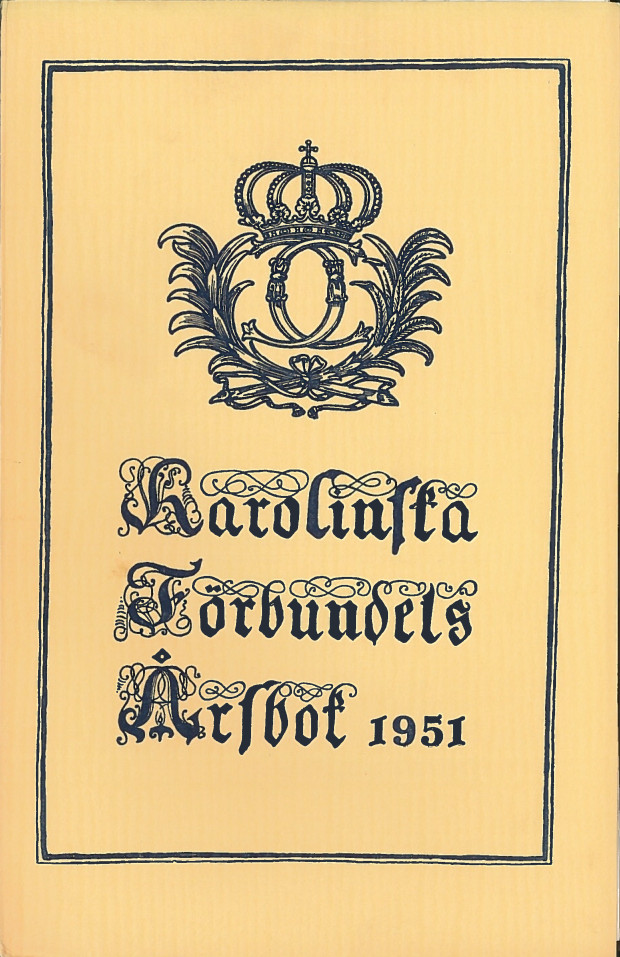 Karolinska
Förbundets
Årsbok 1951